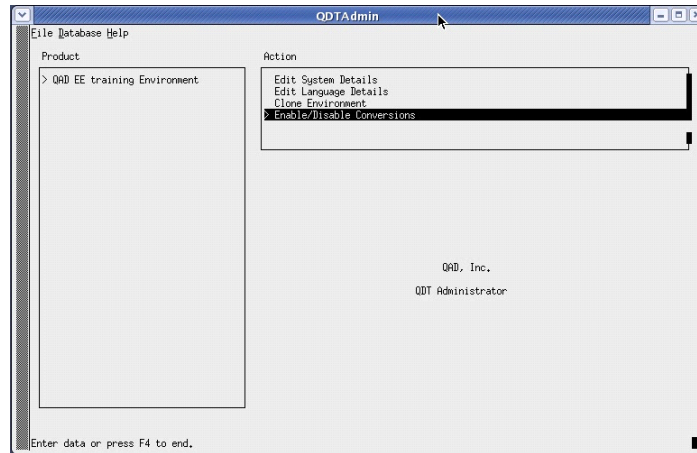 QDTAdmin
File Database Help
Product
> QAD EE training Environment
Action
Edit System Details
Edit Language Details
Clone Environment
> Enable/Disable Conversions
QAD, Inc.
QDT Administrator
Enter data or press F4 to end.